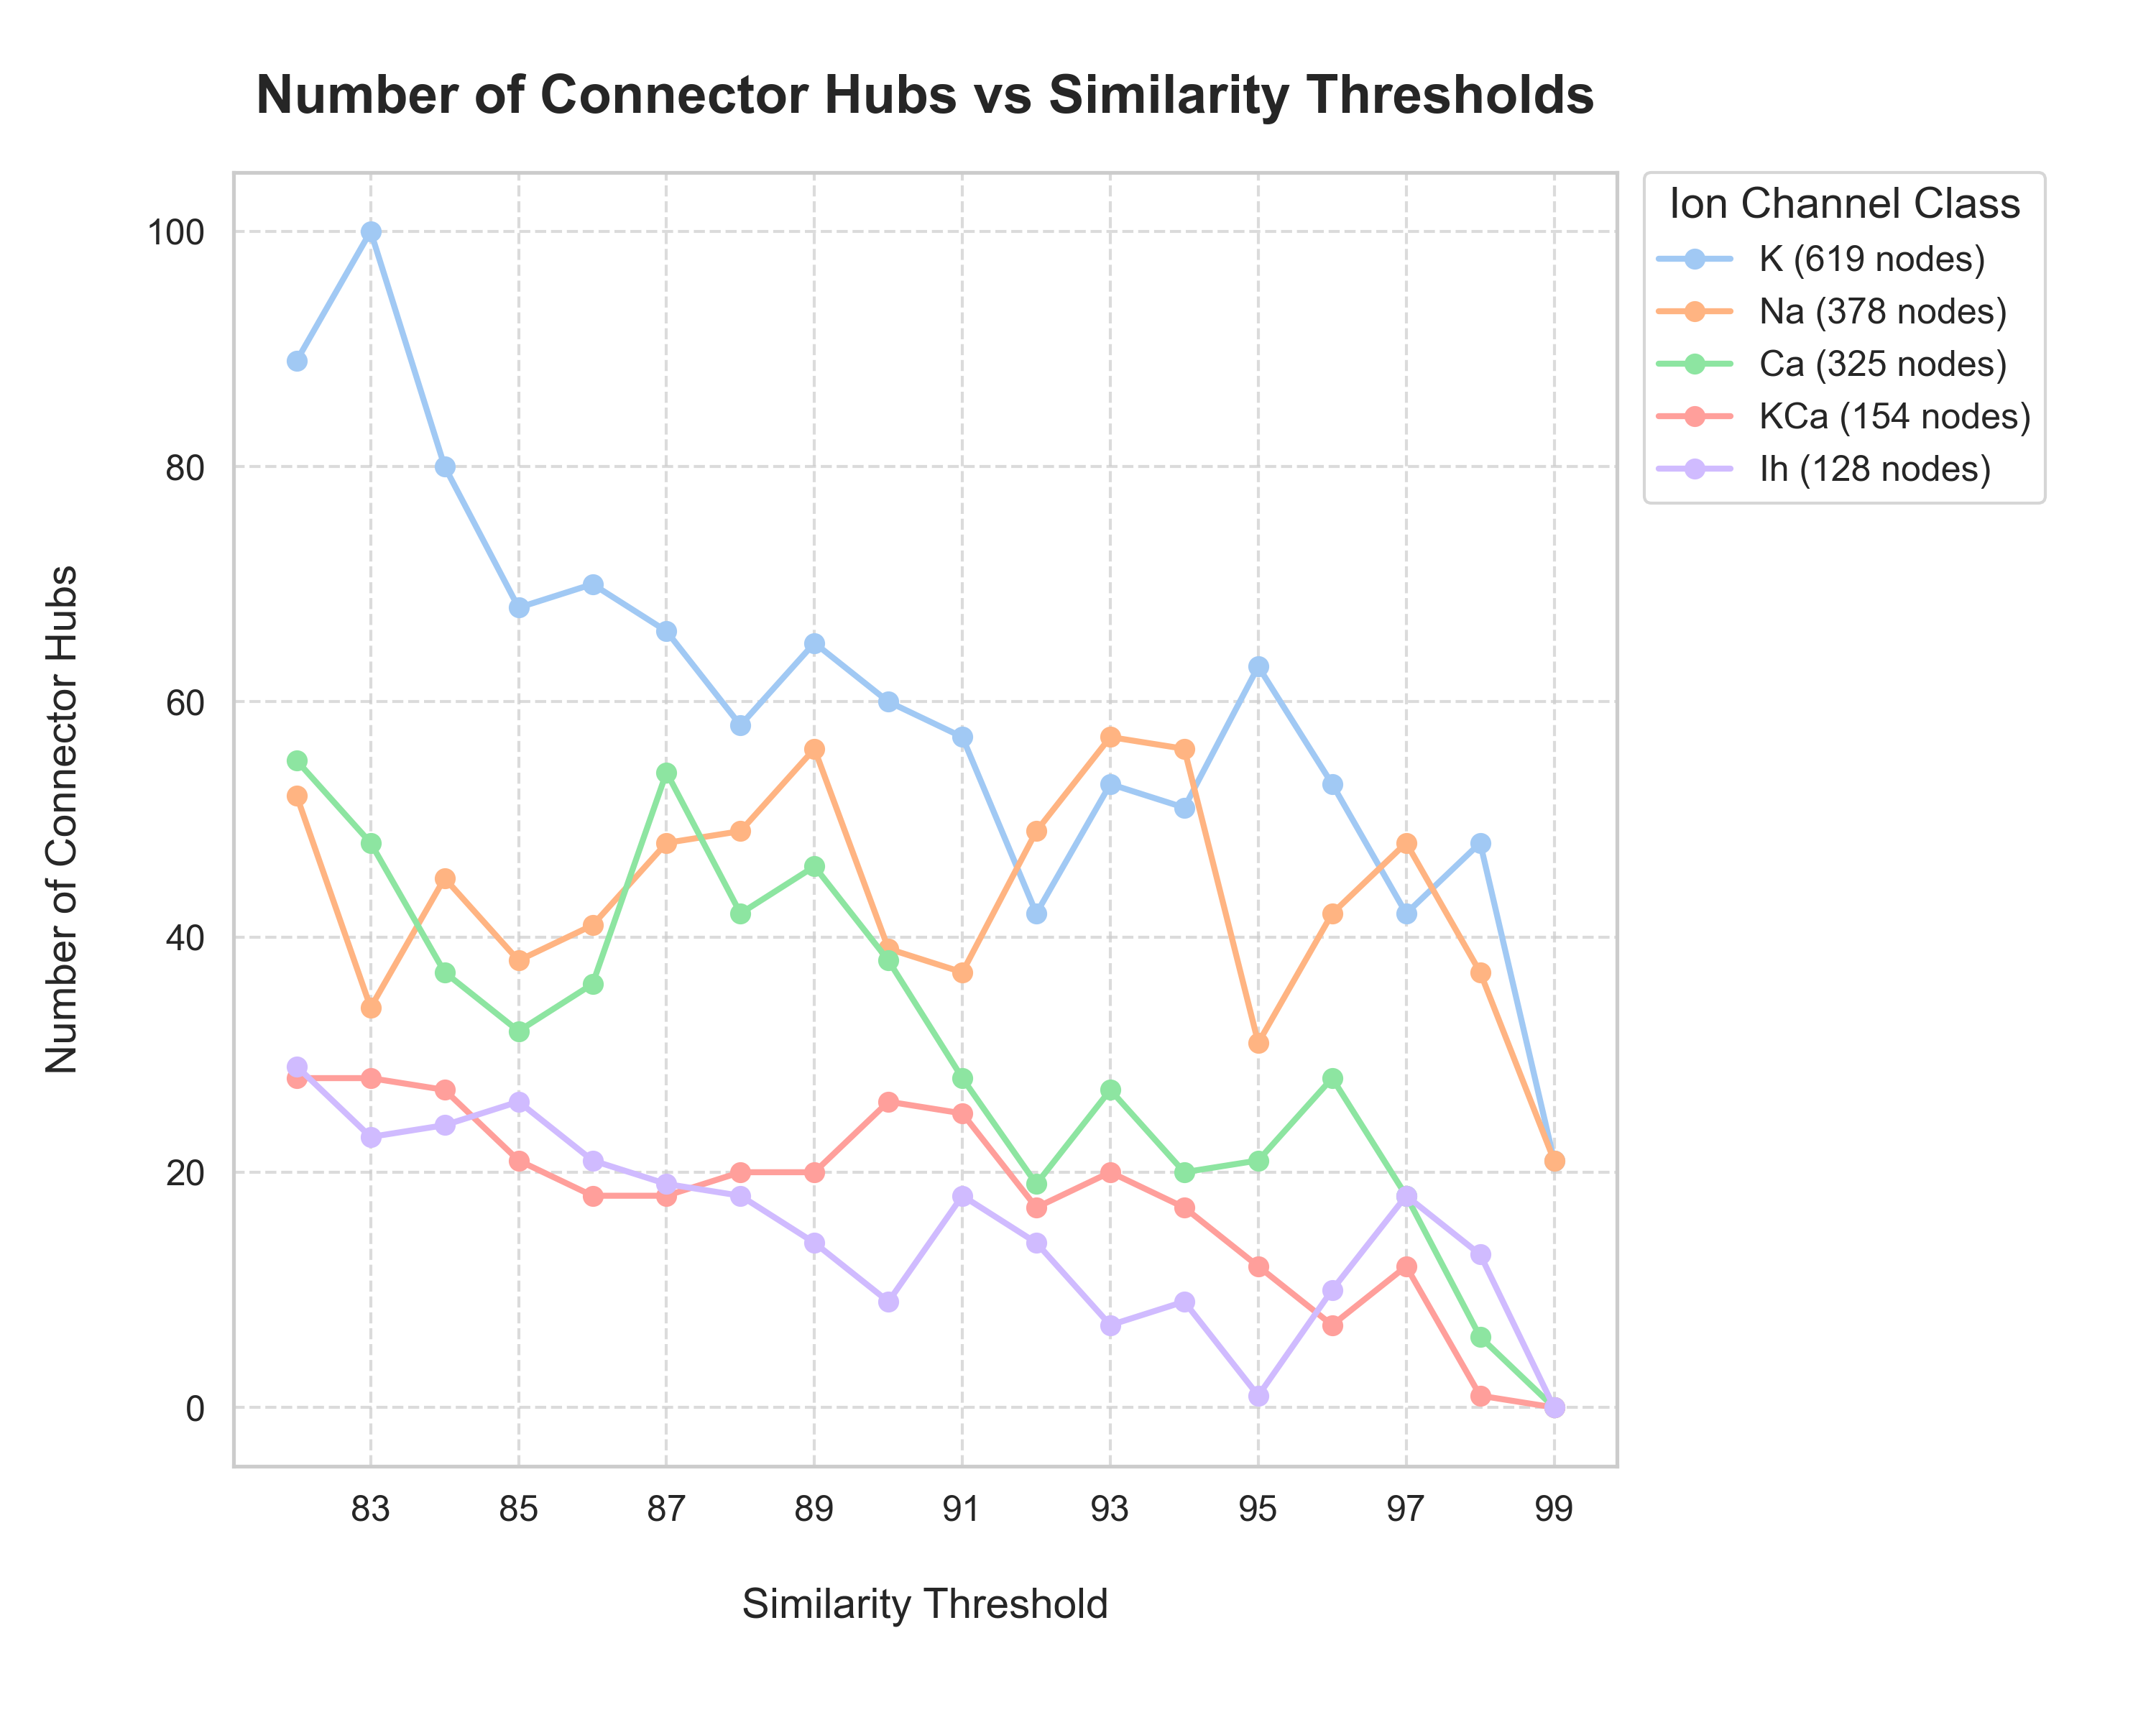 Number of Connector Hubs vs Similarity Thresholds
Ion Channel Class
K (619 nodes)
Na (378 nodes)
Ca (325 nodes)
KCa (154 nodes)
Ih (128 nodes)
Number of Connector Hubs
100
80
60
40
20
0
83 85 87 89 91 93 95 97 99
Similarity Threshold